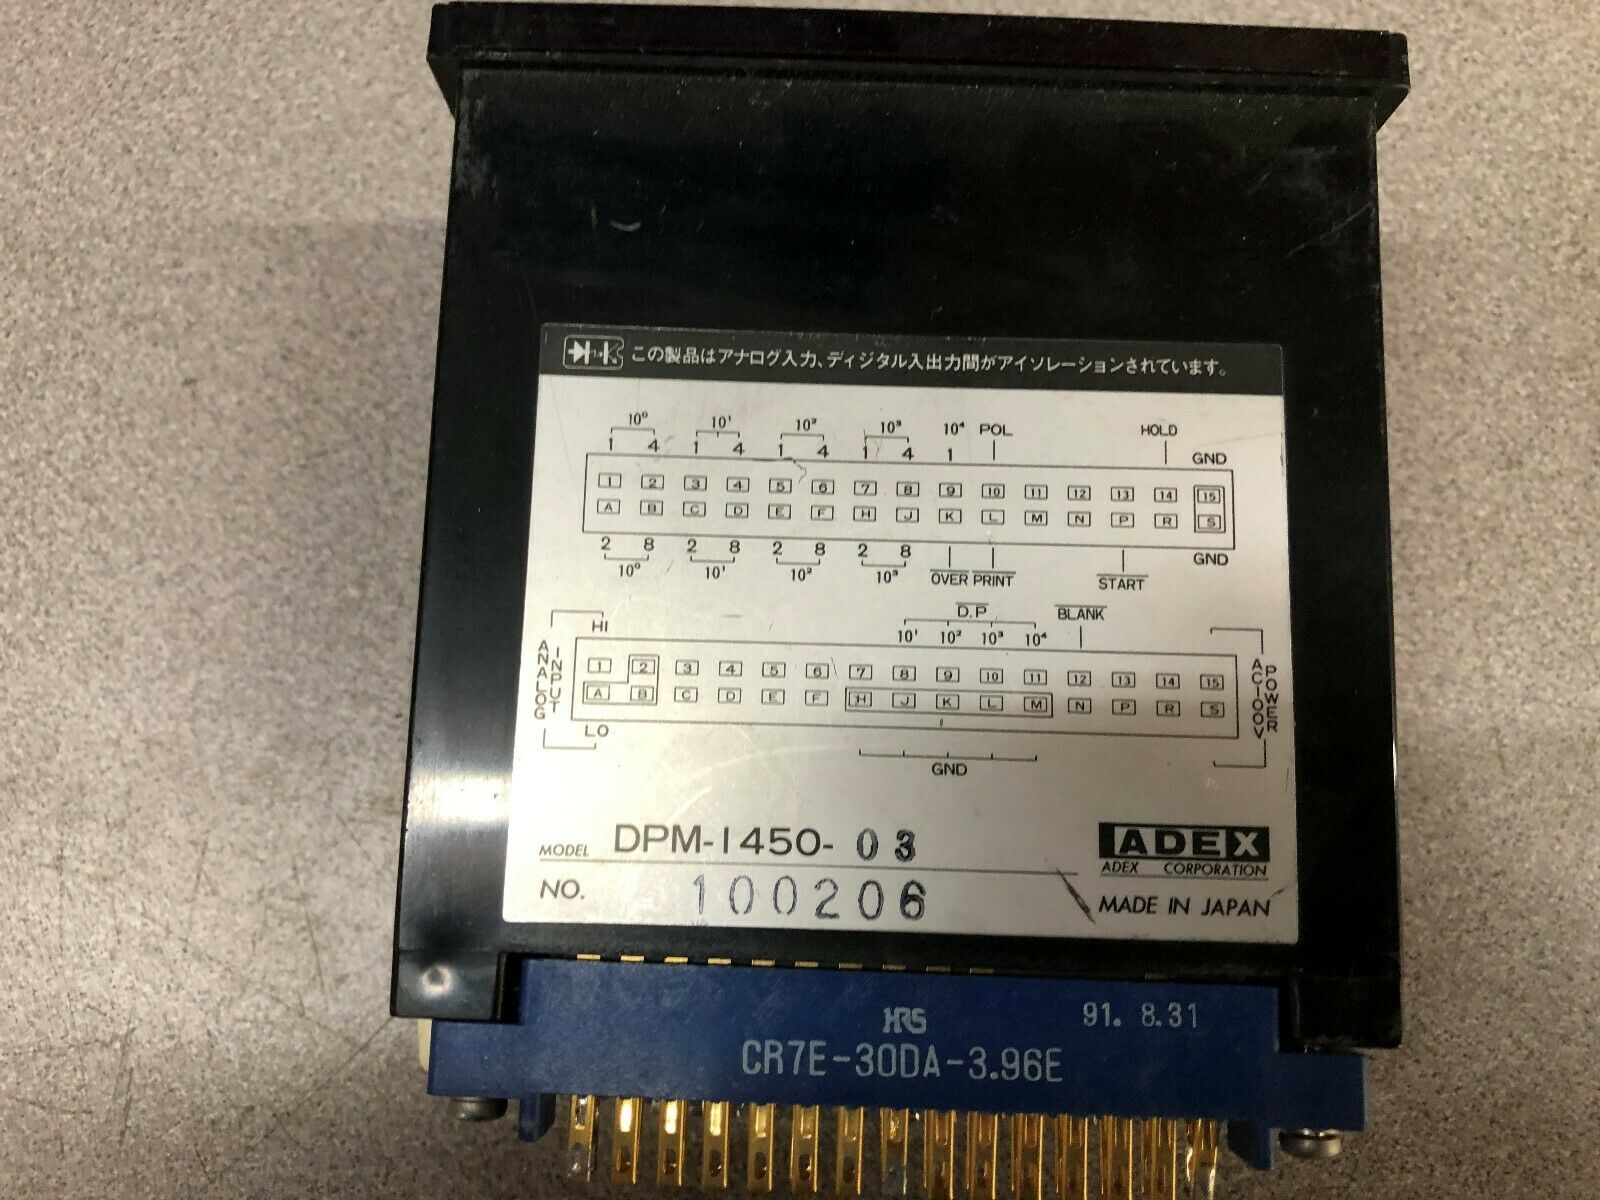 この製品はアナログ入力、ディジタル入出力間がアイソレーションされています。
10⁰ 10¹ 10² 10³ 10⁴ POL HOLD
1 4 1 4 1 4 1 4 1 GND
1 2 3 4 5 6 7 8 9 10 11 12 13 14 15
A B C D E F H J K L M N P R S
2 8 2 8 2 8 2 8 GND
10⁰ 10¹ 10² 10³ OVER PRINT START
D.P BLANK
HI 10¹ 10² 10³ 10⁴
ANALOG INPUT
1 2 3 4 5 6 7 8 9 10 11 12 13 14 15
A B C D E F H J K L M N P R S
POWER AC100V
LO
GND
MODEL DPM-1450-03
NO. 100206
ADEX
ADEX CORPORATION
MADE IN JAPAN
HRS 91. 8.31
CR7E-30DA-3.96E